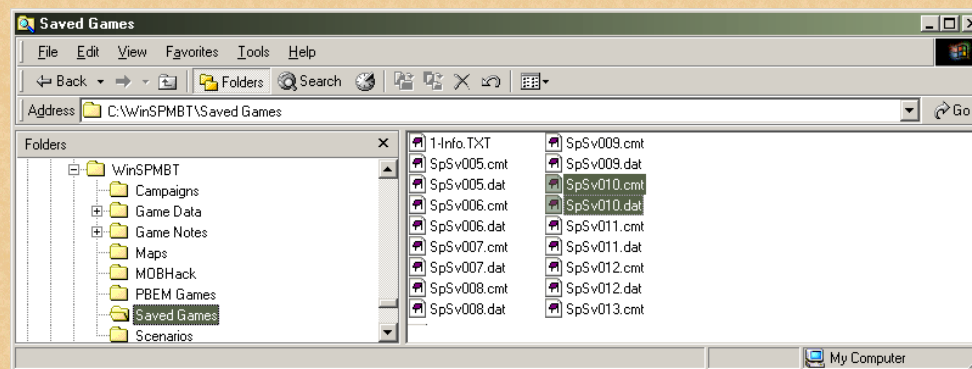 Saved Games
File Edit View Favorites Tools Help
Back Folders Search
Address C:\WinSPMBT\Saved Games Go
Folders
WinSPMBT
Campaigns
Game Data
Game Notes
Maps
MOBHack
PBEM Games
Saved Games
Scenarios
1-Info.TXT
SpSv005.cmt
SpSv005.dat
SpSv006.cmt
SpSv006.dat
SpSv007.cmt
SpSv007.dat
SpSv008.cmt
SpSv008.dat
SpSv009.cmt
SpSv009.dat
SpSv010.cmt
SpSv010.dat
SpSv011.cmt
SpSv011.dat
SpSv012.cmt
SpSv012.dat
SpSv013.cmt
My Computer